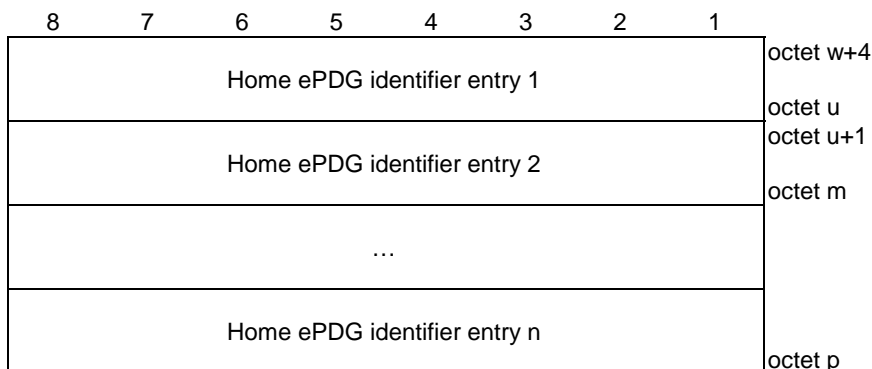 8 7 6 5 4 3 2 1
octet w+4
Home ePDG identifier entry 1
octet u
octet u+1
Home ePDG identifier entry 2
octet m
…
Home ePDG identifier entry n
octet p